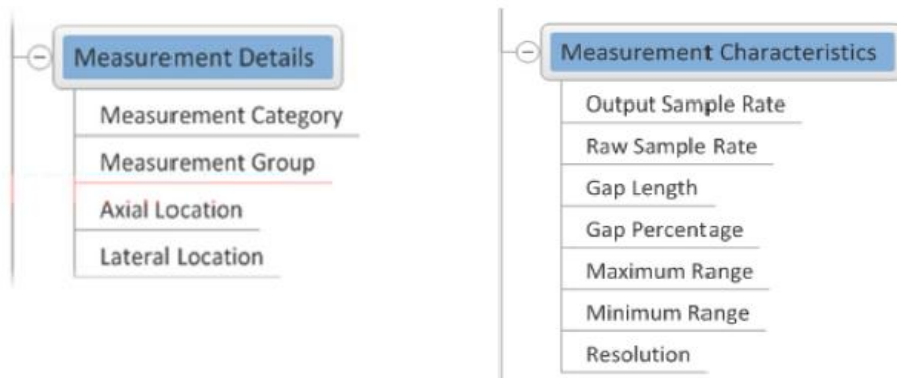 Measurement Details
Measurement Category
Measurement Group
Axial Location
Lateral Location
Measurement Characteristics
Output Sample Rate
Raw Sample Rate
Gap Length
Gap Percentage
Maximum Range
Minimum Range
Resolution